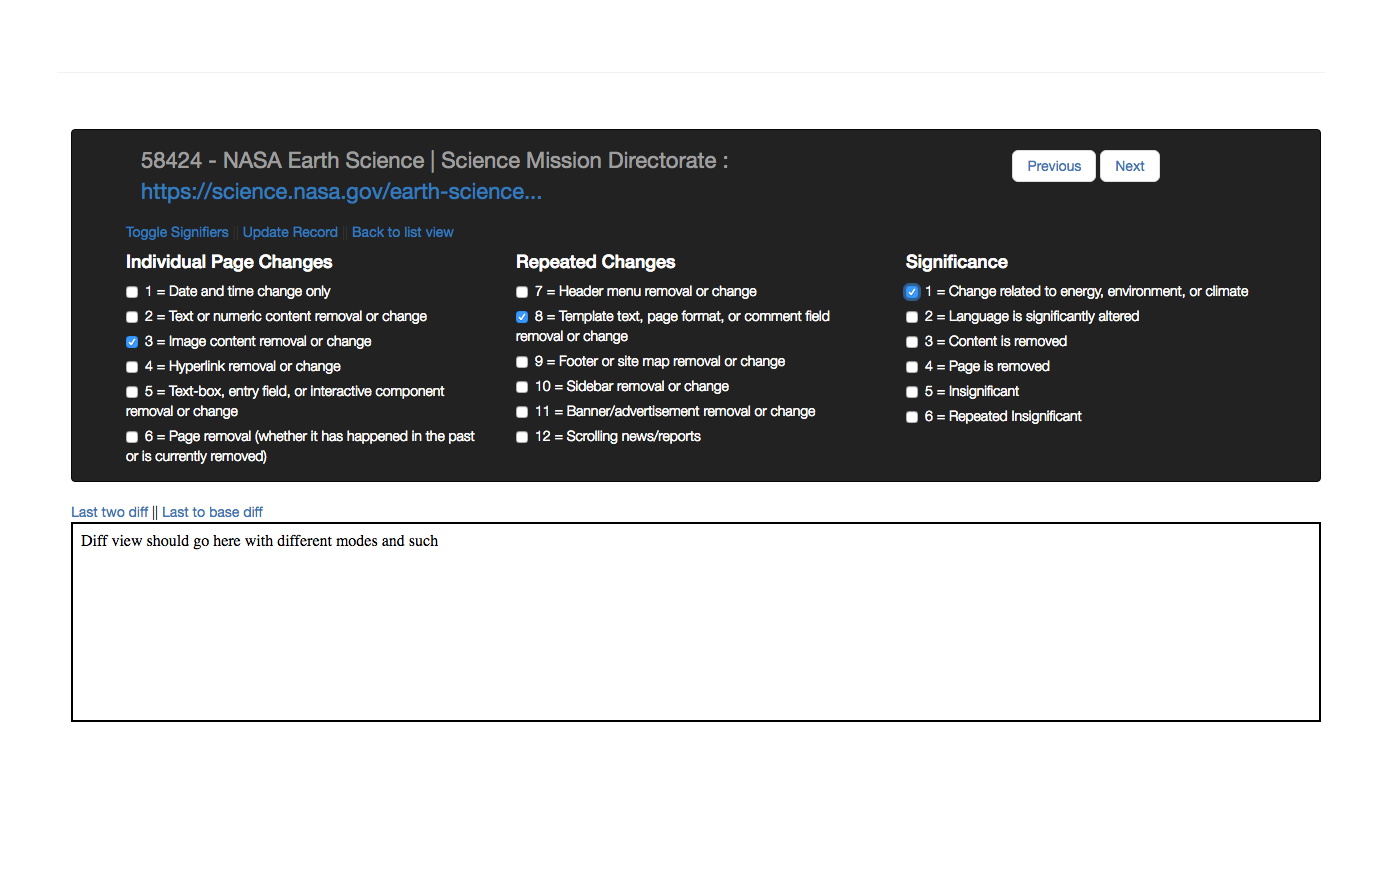 58424 - NASA Earth Science | Science Mission Directorate :
https://science.nasa.gov/earth-science...
Previous
Next
Toggle Signifiers || Update Record || Back to list view
Individual Page Changes
1 = Date and time change only
2 = Text or numeric content removal or change
3 = Image content removal or change
4 = Hyperlink removal or change
5 = Text-box, entry field, or interactive component
removal or change
6 = Page removal (whether it has happened in the past
or is currently removed)
Repeated Changes
7 = Header menu removal or change
8 = Template text, page format, or comment field
removal or change
9 = Footer or site map removal or change
10 = Sidebar removal or change
11 = Banner/advertisement removal or change
12 = Scrolling news/reports
Significance
1 = Change related to energy, environment, or climate
2 = Language is significantly altered
3 = Content is removed
4 = Page is removed
5 = Insignificant
6 = Repeated Insignificant
Last two diff || Last to base diff
Diff view should go here with different modes and such